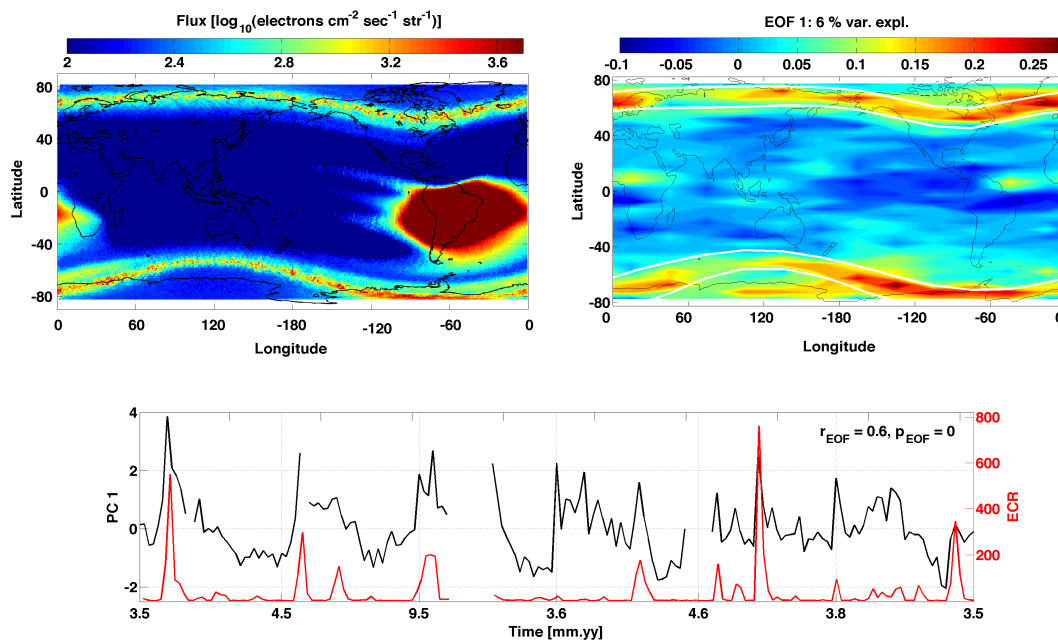 Flux [log10(electrons cm-2 sec-1 str-1)]
2 2.4 2.8 3.2 3.6
80
40
0
-40
-80
Latitude
0 60 120 -180 -120 -60 0
Longitude
EOF 1: 6 % var. expl.
-0.1 -0.05 0 0.05 0.1 0.15 0.2 0.25
80
40
0
-40
-80
Latitude
0 60 120 -180 -120 -60 0
Longitude
rEOF = 0.6, pEOF = 0
4
2
0
-2
PC 1
800
600
400
200
ECR
3.5 4.5 9.5 3.6 4.6 3.8 3.5
Time [mm.yy]